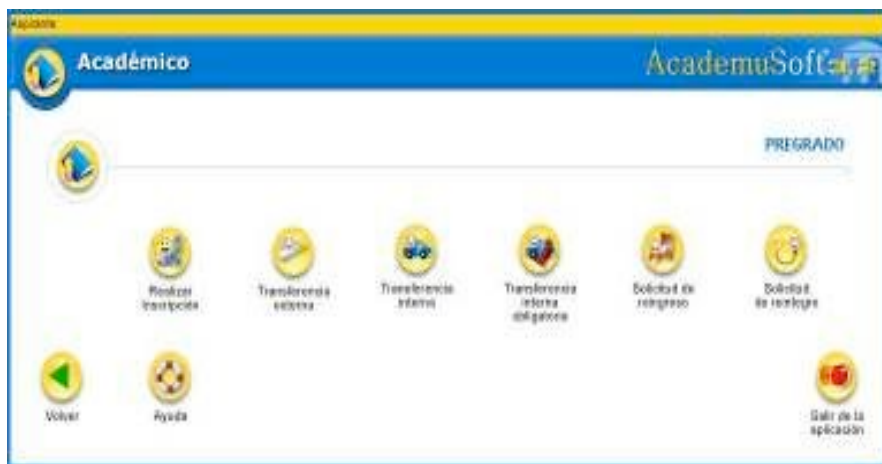 Aspirante
Académico
AcademuSoft
PREGRADO
Realizar
Inscripción
Transferencia
externa
Transferencia
interna
Transferencia
interna
obligatoria
Solicitud de
reingreso
Solicitud
de reintegro
Volver
Ayuda
Salir de la
aplicación